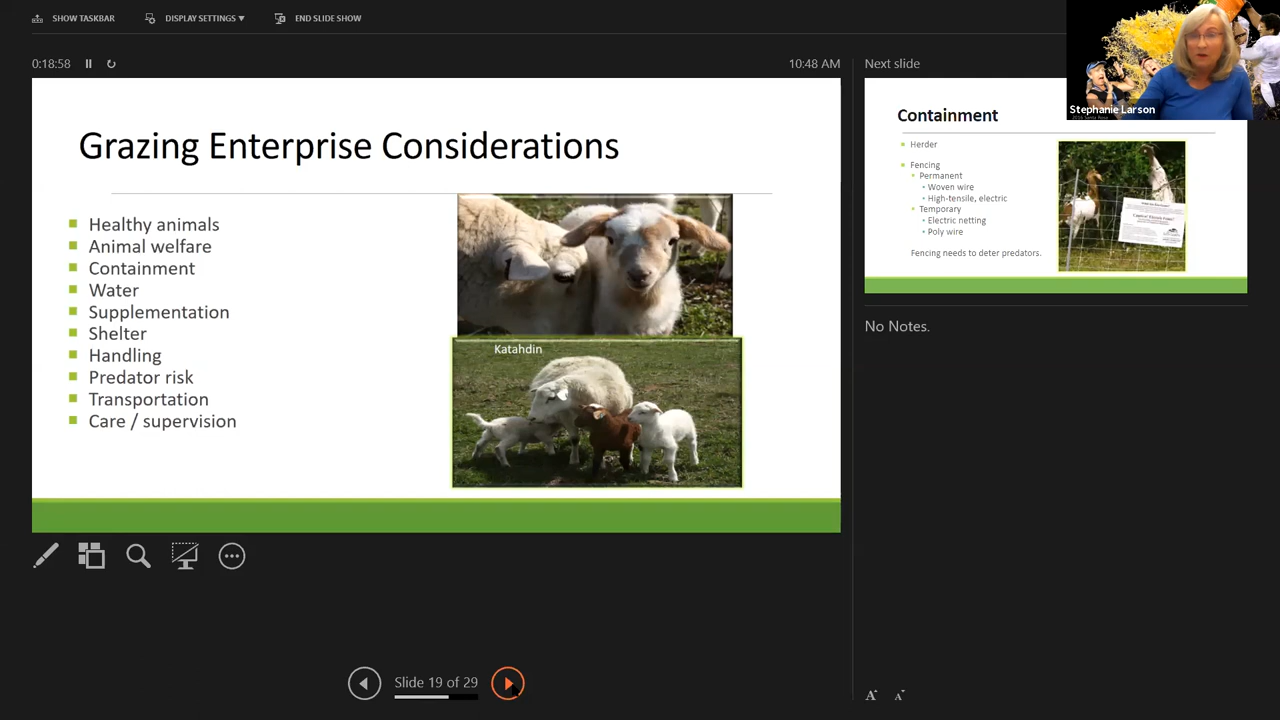 SHOW TASKBAR
DISPLAY SETTINGS ▼
END SLIDE SHOW
0:18:58
10:48 AM
Grazing Enterprise Considerations
Healthy animals
Animal welfare
Containment
Water
Supplementation
Shelter
Handling
Predator risk
Transportation
Care / supervision
Katahdin
Slide 19 of 29
Next slide
Stephanie Larson
Containment
Herder
Fencing
Permanent
Woven wire
High-tensile, electric
Temporary
Electric netting
Poly wire
Fencing needs to deter predators.
No Notes.
A
A